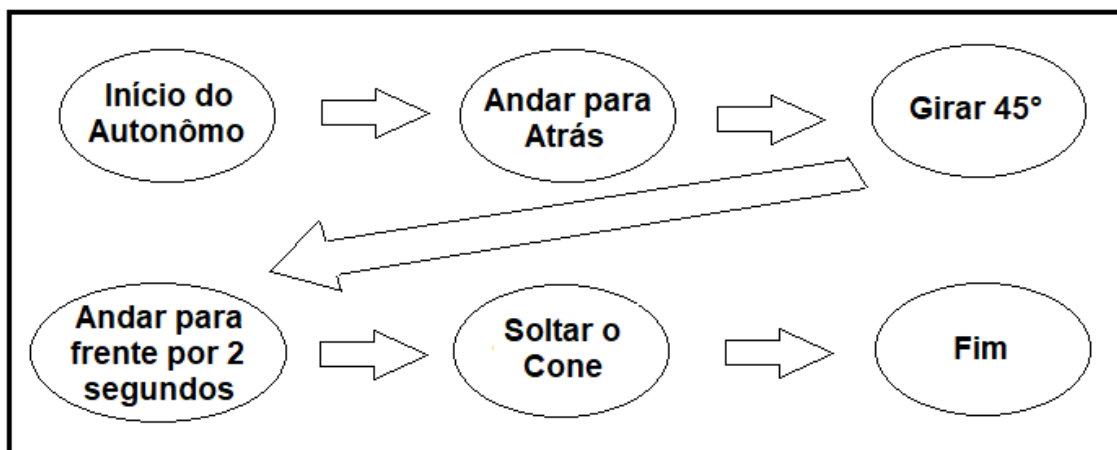 Início do
Autonômo
Andar para
Atrás
Girar 45°
Andar para
frente por 2
segundos
Soltar o
Cone
Fim